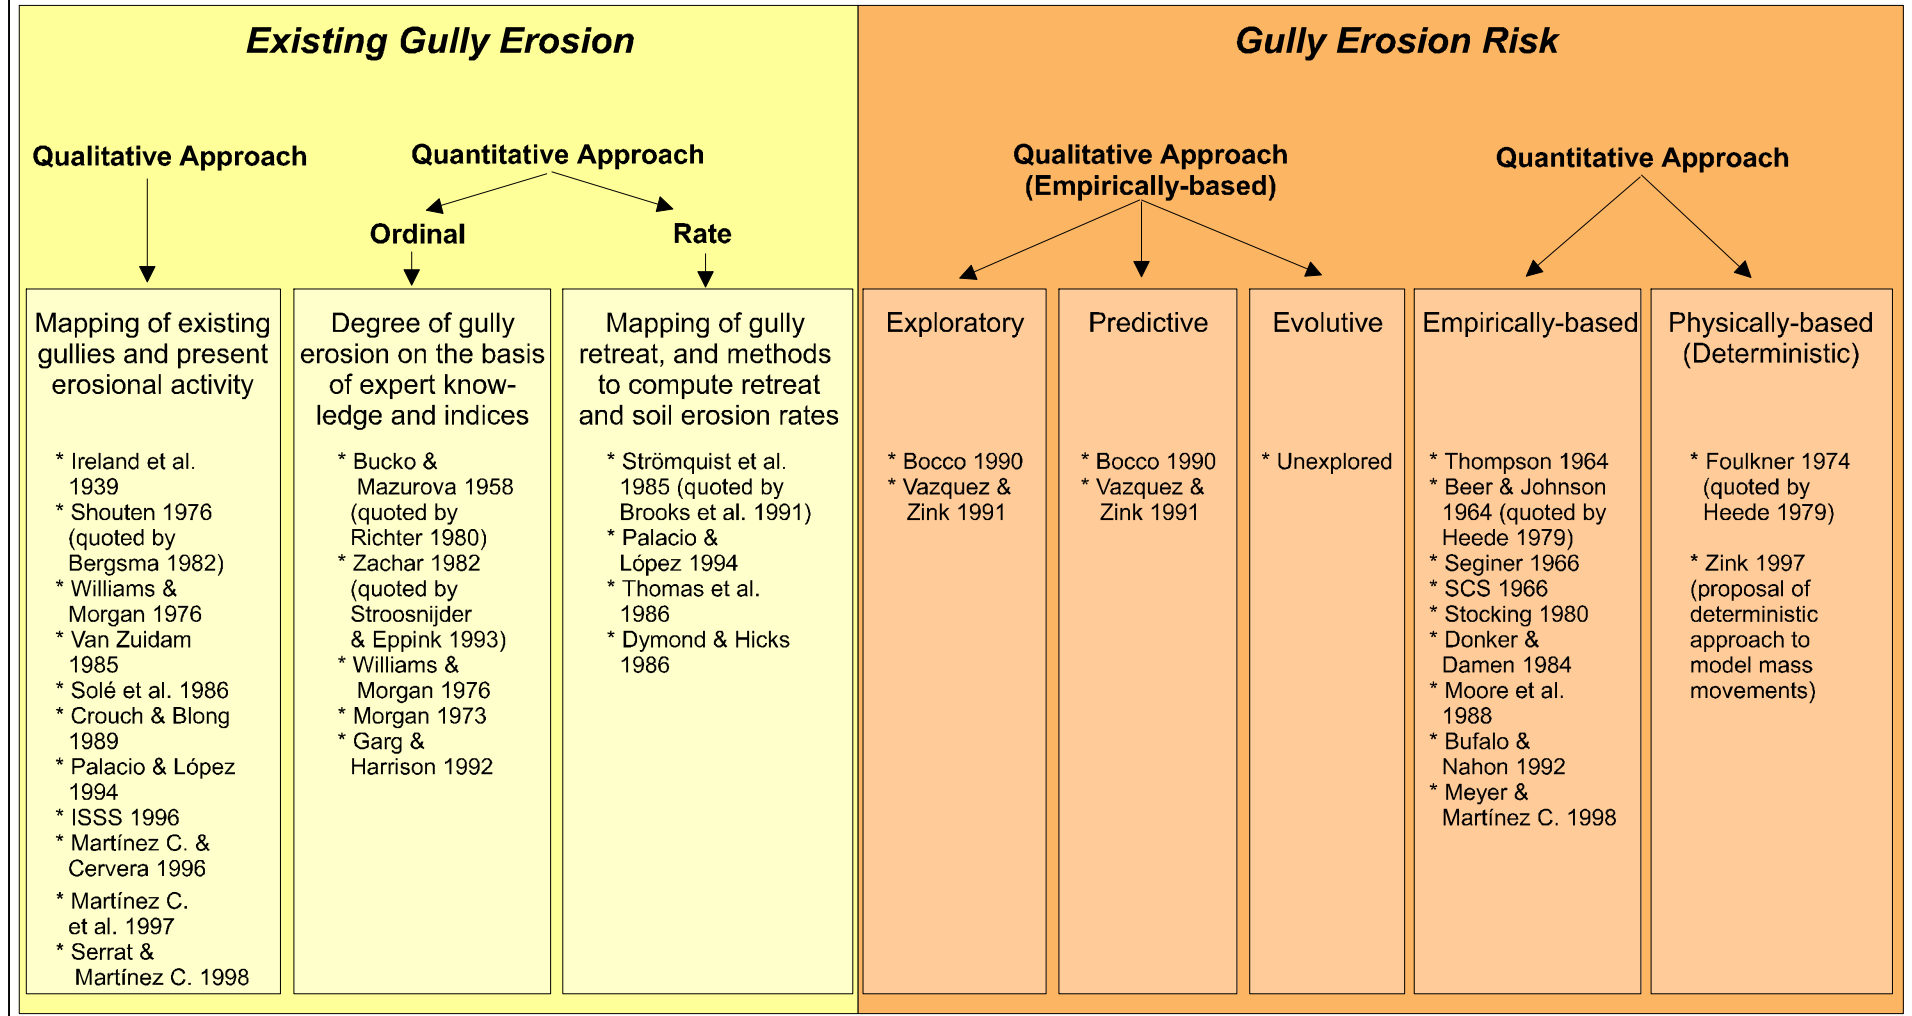 Existing Gully Erosion
Gully Erosion Risk
Qualitative Approach
Quantitative Approach
Ordinal
Rate
Qualitative Approach
(Empirically-based)
Quantitative Approach
Mapping of existing
gullies and present
erosional activity
* Ireland et al.
1939
* Shouten 1976
(quoted by
Bergsma 1982)
* Williams &
Morgan 1976
* Van Zuidam
1985
* Solé et al. 1986
* Crouch & Blong
1989
* Palacio & López
1994
* ISSS 1996
* Martínez C. &
Cervera 1996
* Martínez C.
et al. 1997
* Serrat &
Martínez C. 1998
Degree of gully
erosion on the basis
of expert know-
ledge and indices
* Bucko &
Mazurova 1958
(quoted by
Richter 1980)
* Zachar 1982
(quoted by
Stroosnijder
& Eppink 1993)
* Williams &
Morgan 1976
* Morgan 1973
* Garg &
Harrison 1992
Mapping of gully
retreat, and methods
to compute retreat
and soil erosion rates
* Strömquist et al.
1985 (quoted by
Brooks et al. 1991)
* Palacio &
López 1994
* Thomas et al.
1986
* Dymond & Hicks
1986
Exploratory
* Bocco 1990
* Vazquez &
Zink 1991
Predictive
* Bocco 1990
* Vazquez &
Zink 1991
Evolutive
* Unexplored
Empirically-based
* Thompson 1964
* Beer & Johnson
1964 (quoted by
Heede 1979)
* Seginer 1966
* SCS 1966
* Stocking 1980
* Donker &
Damen 1984
* Moore et al.
1988
* Bufalo &
Nahon 1992
* Meyer &
Martínez C. 1998
Physically-based
(Deterministic)
* Foulkner 1974
(quoted by
Heede 1979)
* Zink 1997
(proposal of
deterministic
approach to
model mass
movements)